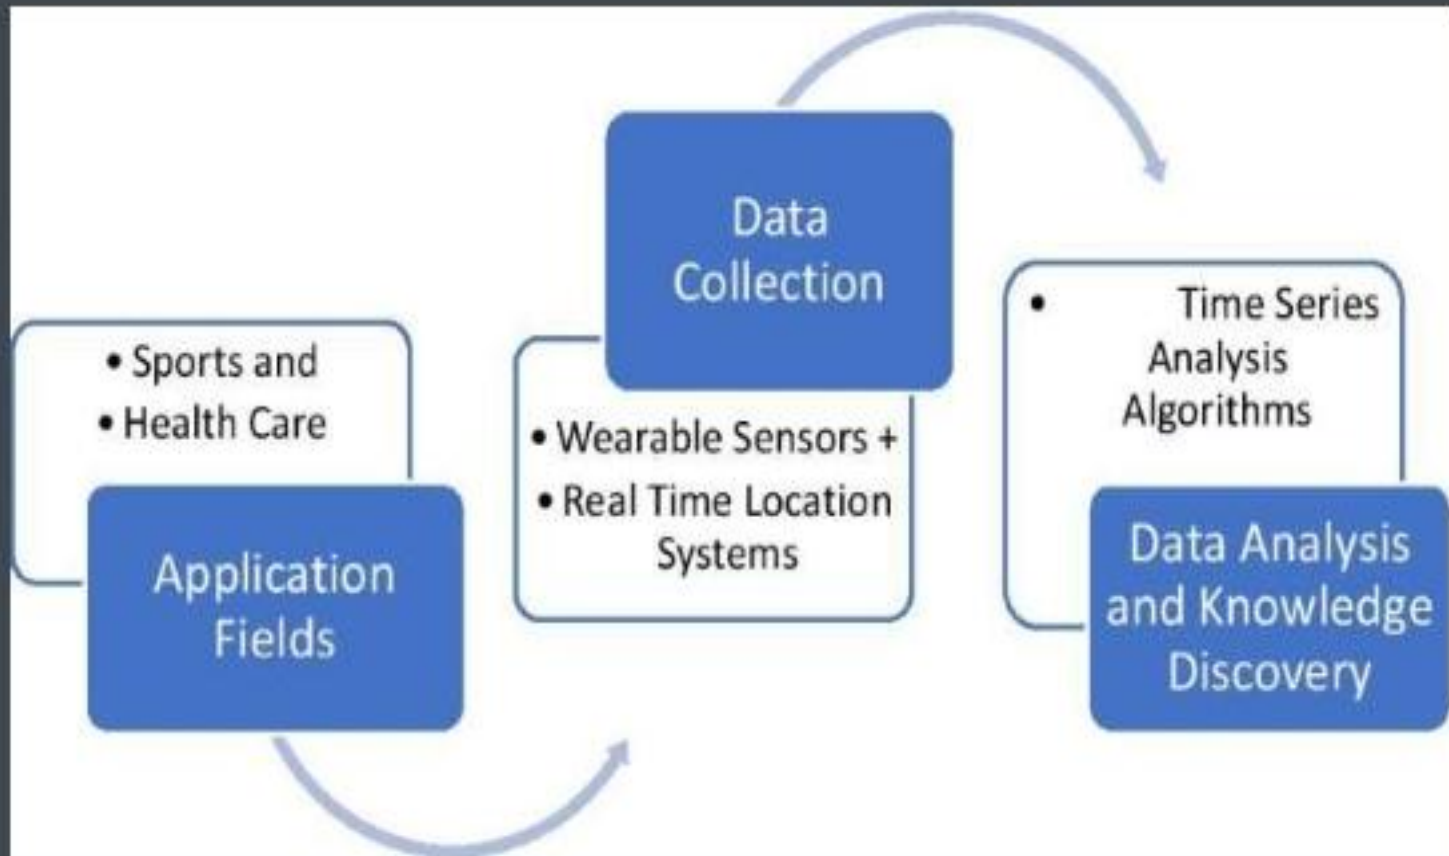 • Sports and
• Health Care
Application
Fields
Data
Collection
• Wearable Sensors +
• Real Time Location
Systems
• Time Series
Analysis
Algorithms
Data Analysis
and Knowledge
Discovery